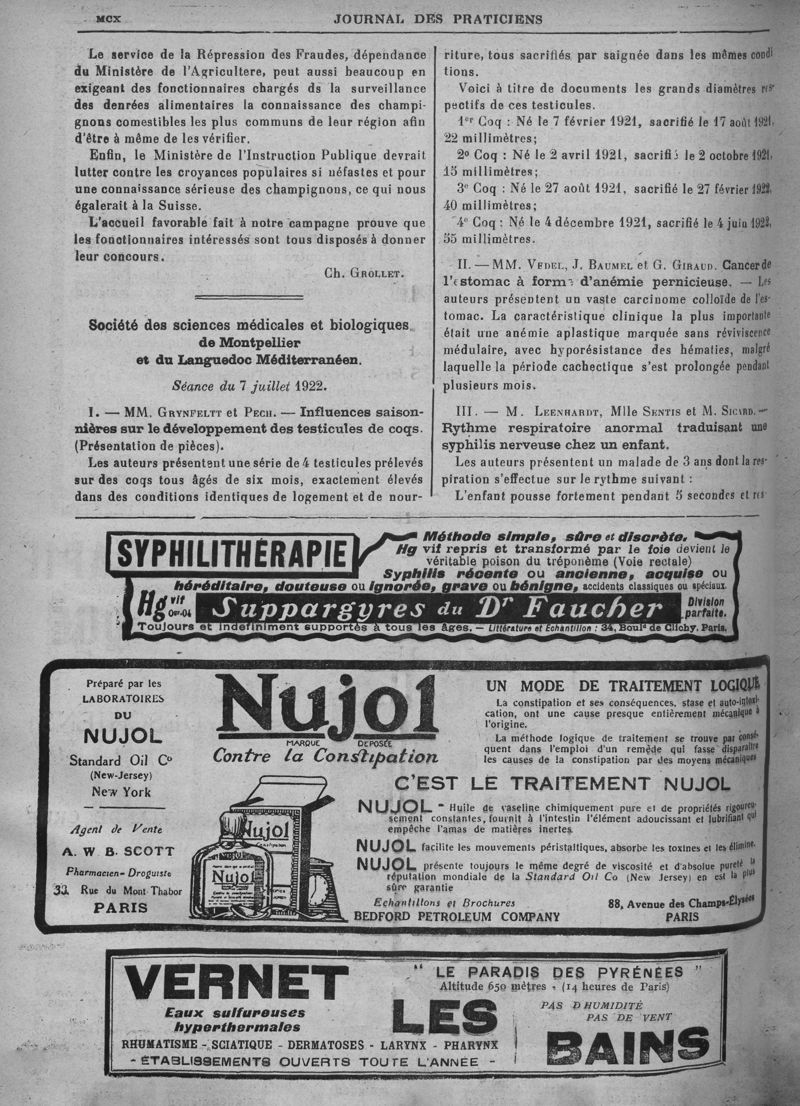 MCX
JOURNAL DES PRATICIENS
Le service de la Répression des Fraudes, dépendance
du Ministère de l'Agricultere, peut aussi beaucoup en
exigeant des fonctionnaires chargés ds la surveillance
des denrées alimentaires la connaissance des champi-
gnons comestibles les plus communs de leur région afin
d'être à même de les vérifier.
Enfin, le Ministère de l'Instruction Publique devrait
lutter contre les croyances populaires si néfastes et pour
une connaissance sérieuse des champignons, ce qui nous
égalerait à la Suisse.
L'accueil favorable fait à notre campagne prouve que
les fonctionnaires intéressés sont tous disposés à donner
leur concours.
Ch. GROLLET.
Société des sciences médicales et biologiques
de Montpellier
et du Languedoc Méditerranéen.
Séance du 7 juillet 1922.
I. — MM. GRYNFELTT et PECH. — Influences saison-
nières sur le développement des testicules de coqs.
(Présentation de pièces).
Les auteurs présentent une série de 4 testicules prélevés
sur des coqs tous âgés de six mois, exactement élevés
dans des conditions identiques de logement et de nour-
riture, tous sacrifiés par saignée dans les mêmes condi
tions.
Voici à titre de documents les grands diamètres res-
pectifs de ces testicules.
1er Coq : Né le 7 février 1921, sacrifié le 17 août 1921,
22 millimètres;
2o Coq : Né le 2 avril 1921, sacrifié le 2 octobre 1921,
15 millimètres;
3e Coq : Né le 27 août 1921, sacrifié le 27 février 1922,
40 millimètres;
4e Coq : Né le 4 décembre 1921, sacrifié le 4 juin 1922,
35 millimètres.
II. — MM. VEDEL, J. BAUMEL et G. GIRAUD. Cancer de
l'estomac à forme d'anémie pernicieuse. — Les
auteurs présentent un vaste carcinome colloïde de l'es-
tomac. La caractéristique clinique la plus importante
était une anémie aplastique marquée sans réviviscence
médulaire, avec hyporésistance des hématies, malgré
laquelle la période cachectique s'est prolongée pendant
plusieurs mois.
III. — M. LEENHARDT, Mlle SENTIS et M. SICARD. —
Rythme respiratoire anormal traduisant une
syphilis nerveuse chez un enfant.
Les auteurs présentent un malade de 3 ans dont la res-
piration s'effectue sur le rythme suivant :
L'enfant pousse fortement pendant 5 secondes et res
SYPHILITHÉRAPIE
Méthode simple, sûre et discrète.
Hg vif repris et transformé par le foie devient le
véritable poison du tréponème (Voie rectale)
Syphilis récente ou ancienne, acquise ou
héréditaire, douteuse ou ignorée, grave ou bénigne, accidents classiques ou spéciaux.
Hg vif 0gr-04 Suppargyres du Dr Faucher Division parfaite.
Toujours et indéfiniment supportés à tous les âges. — Littérature et Échantillon : 34, Bould de Clichy. Paris.
Préparé par les
LABORATOIRES
DU
NUJOL
Standard Oil Co
(New-Jersey)
New York
Agent de Vente
A. W. B. SCOTT
Pharmacien-Droguiste
33, Rue du Mont Thabor
PARIS
Nujol
MARQUE DÉPOSÉE
Contre la Constipation
Nujol
Nujol
UN MODE DE TRAITEMENT LOGIQUE
La constipation et ses conséquences, stase et auto-intoxi-
cation, ont une cause presque entièrement mécanique à
l'origine.
La méthode logique de traitement se trouve par consé-
quent dans l'emploi d'un remède qui fasse disparaître
les causes de la constipation par des moyens mécaniques
C'EST LE TRAITEMENT NUJOL
NUJOL - Huile de vaseline chimiquement pure et de propriétés rigoureu-
sement constantes, fournit à l'intestin l'élément adoucissant et lubrifiant qui
empêche l'amas de matières inertes.
NUJOL facilite les mouvements péristaltiques, absorbe les toxines et les élimine.
NUJOL présente toujours le même degré de viscosité et d'absolue pureté la
réputation mondiale de la Standard Oil Co (New Jersey) en est la plus
sûre garantie
Échantillons et Brochures
BEDFORD PETROLEUM COMPANY
88, Avenue des Champs-Élysées
PARIS
VERNET
LES
BAINS
Eaux sulfureuses
hyperthermales
RHUMATISME - SCIATIQUE - DERMATOSES - LARYNX - PHARYNX
- ÉTABLISSEMENTS OUVERTS TOUTE L'ANNÉE -
" LE PARADIS DES PYRÉNÉES "
Altitude 650 mètres - (14 heures de Paris)
PAS D HUMIDITÉ
PAS DE VENT